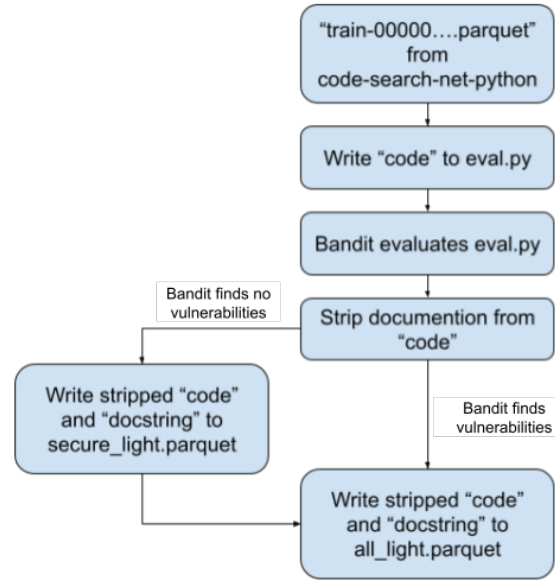 “train-00000....parquet”
from
code-search-net-python
Write “code” to eval.py
Bandit evaluates eval.py
Bandit finds no
vulnerabilities
Strip documention from
“code”
Write stripped “code”
and “docstring” to
secure_light.parquet
Bandit finds
vulnerabilities
Write stripped “code”
and “docstring” to
all_light.parquet